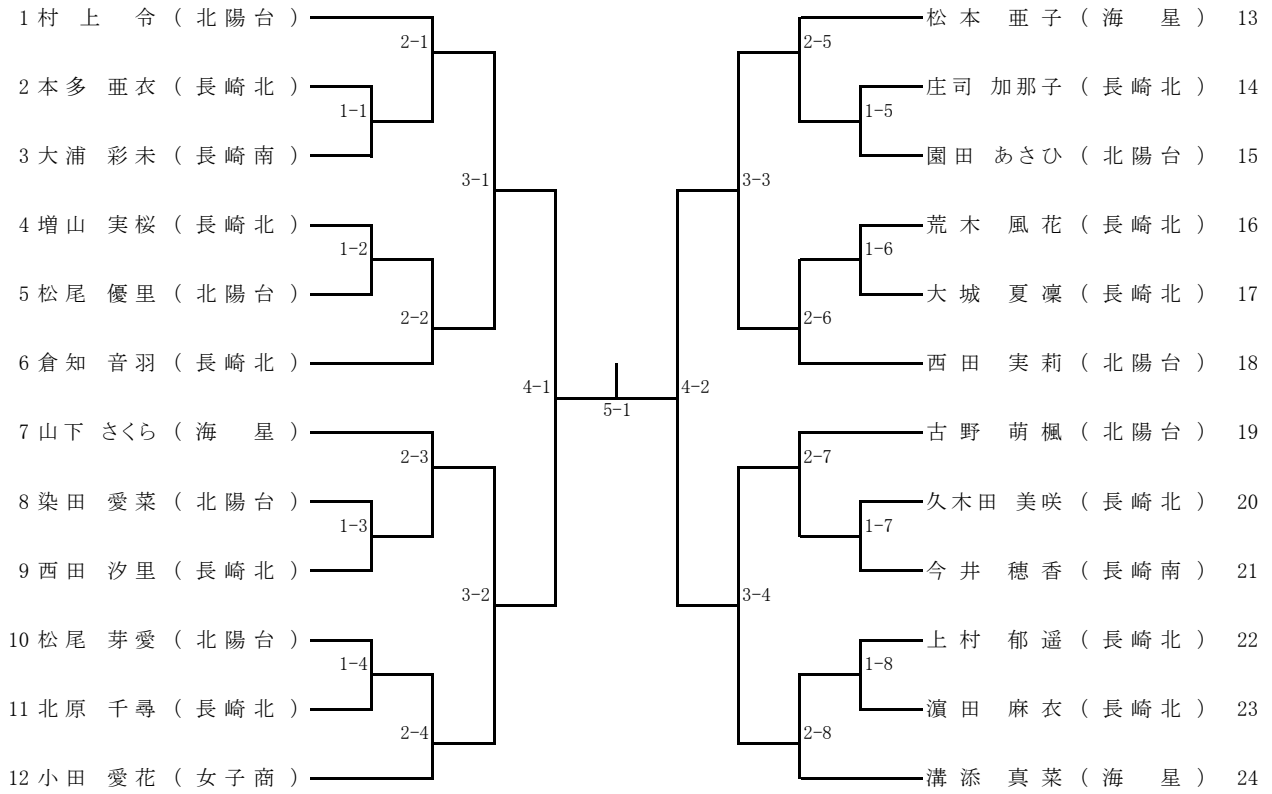 1 村上 令 (北陽台)
2-1
2 本多 亜衣 (長崎北)
1-1
3 大浦 彩未 (長崎南)
3-1
4 増山 実桜 (長崎北)
1-2
5 松尾 優里 (北陽台)
2-2
6 倉知 音羽 (長崎北)
4-1
7 山下 さくら (海 星)
2-3
8 染田 愛菜 (北陽台)
1-3
9 西田 汐里 (長崎北)
3-2
10 松尾 芽愛 (北陽台)
1-4
11 北原 千尋 (長崎北)
2-4
12 小田 愛花 (女子商)
5-1
松本 亜子 (海 星) 13
2-5
庄司 加那子 (長崎北) 14
1-5
園田 あさひ (北陽台) 15
3-3
荒木 風花 (長崎北) 16
1-6
大城 夏凜 (長崎北) 17
2-6
西田 実莉 (北陽台) 18
4-2
古野 萌楓 (北陽台) 19
2-7
久木田 美咲 (長崎北) 20
1-7
今井 穂香 (長崎南) 21
3-4
上村 郁遥 (長崎北) 22
1-8
濵田 麻衣 (長崎北) 23
2-8
溝添 真菜 (海 星) 24